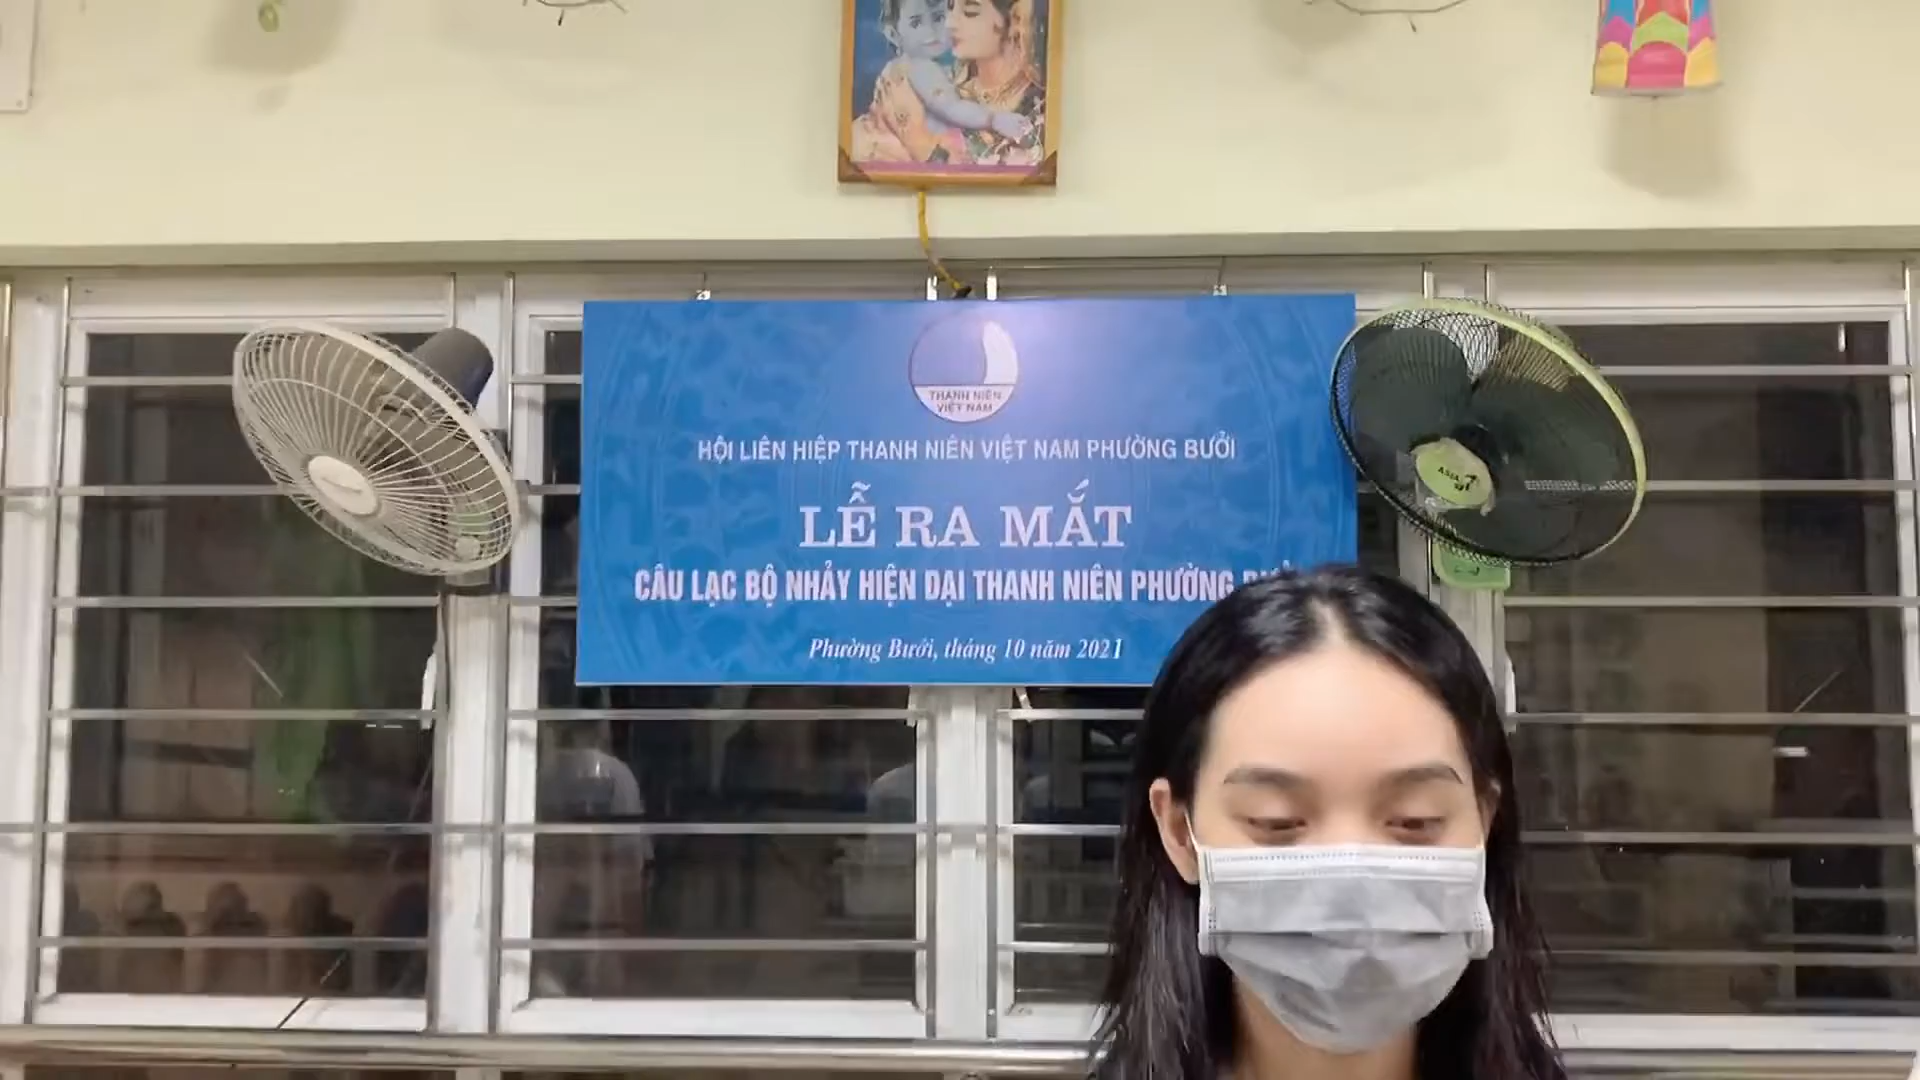 THANH NIÊN
VIỆT NAM
HỘI LIÊN HIỆP THANH NIÊN VIỆT NAM PHƯỜNG BƯỞI
LỄ RA MẮT
CÂU LẠC BỘ NHẢY HIỆN ĐẠI THANH NIÊN PHƯỜNG
Phường Bưởi, tháng 10 năm 2021
ASIA